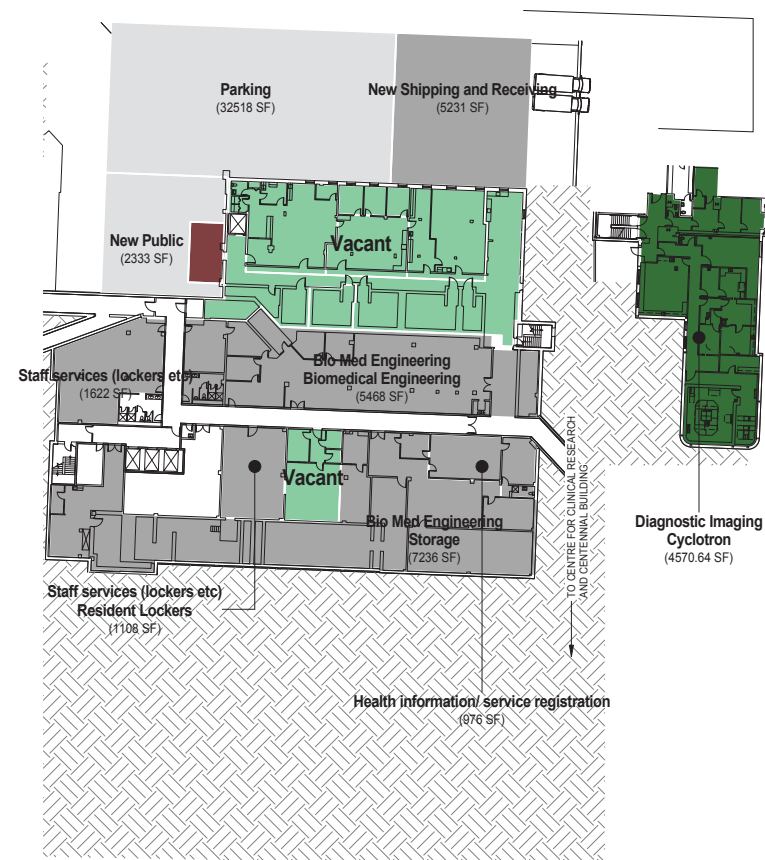 Parking
(32518 SF)
New Shipping and Receiving
(5231 SF)
New Public
(2333 SF)
Vacant
Bio Med Engineering
Biomedical Engineering
(5468 SF)
Staff services (lockers etc)
(1622 SF)
Vacant
Bio Med Engineering
Storage
(7236 SF)
TO CENTRE FOR CLINICAL RESEARCH
AND CENTENNIAL BUILDING
Diagnostic Imaging
Cyclotron
(4570.64 SF)
Staff services (lockers etc)
Resident Lockers
(1108 SF)
Health information/ service registration
(976 SF)